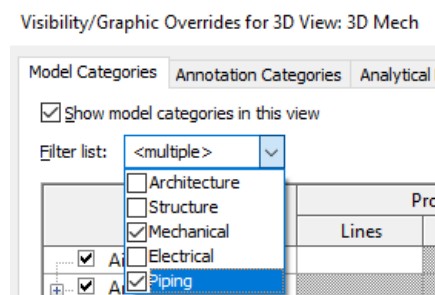 Visibility/Graphic Overrides for 3D View: 3D Mech
Model Categories Annotation Categories Analytical
Show model categories in this view
Filter list: <multiple>
Architecture
Structure
Mechanical
Lines
Electrical
Piping